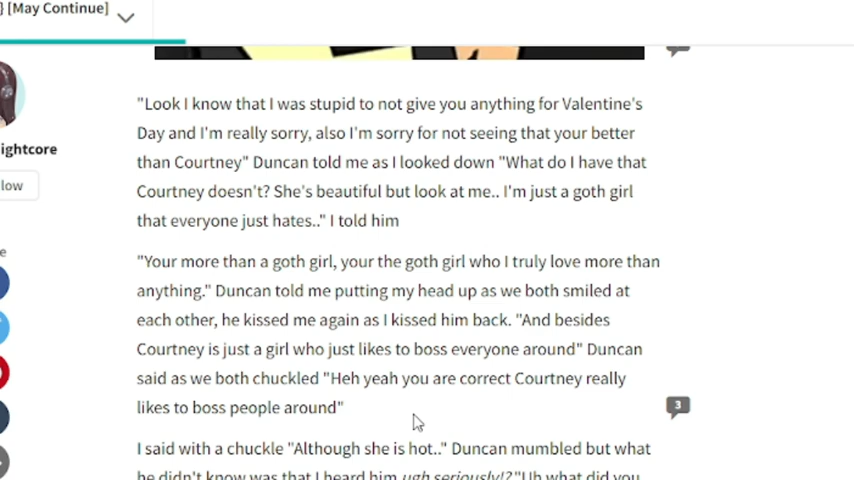 } [May Continue]
"Look I know that I was stupid to not give you anything for Valentine's
Day and I'm really sorry, also I'm sorry for not seeing that your better
than Courtney" Duncan told me as I looked down "What do I have that
Courtney doesn't? She's beautiful but look at me.. I'm just a goth girl
that everyone just hates.." I told him
ightcore
low
e
"Your more than a goth girl, your the goth girl who I truly love more than
anything." Duncan told me putting my head up as we both smiled at
each other, he kissed me again as I kissed him back. "And besides
Courtney is just a girl who just likes to boss everyone around" Duncan
said as we both chuckled "Heh yeah you are correct Courtney really
likes to boss people around"
3
I said with a chuckle "Although she is hot.." Duncan mumbled but what
he didn't know was that I heard him ugh seriously!? "Uh what did you